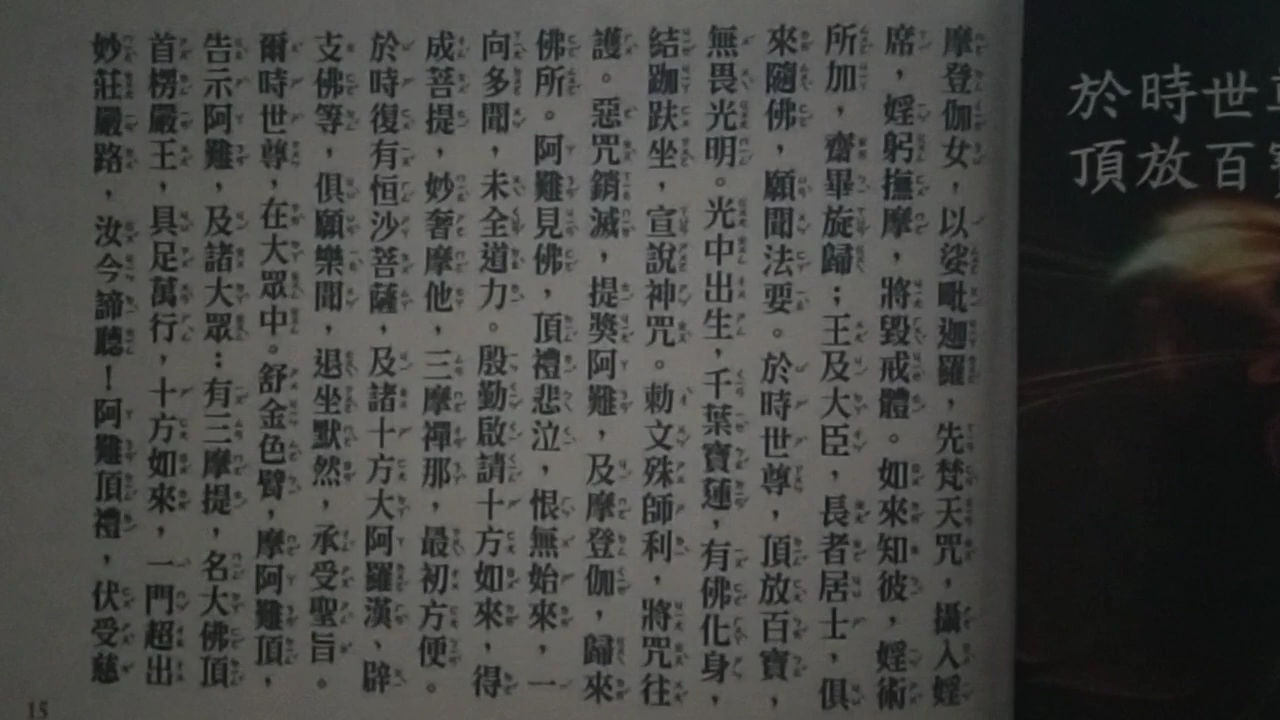 於時世
頂放百
摩登伽女，以娑毗迦羅，先梵天咒，攝入婬
席，婬躬撫摩，將毀戒體。如來知彼，婬術
所加，齋畢旋歸；王及大臣，長者居士，俱
來隨佛，願聞法要。於時世尊，頂放百寶，
無畏光明。光中出生，千葉寶蓮，有佛化身，
結跏趺坐，宣說神咒。勅文殊師利，將咒往
護。惡咒銷滅，提獎阿難，及摩登伽，歸來
佛所。阿難見佛，頂禮悲泣，恨無始來，一
向多聞，未全道力。殷勤啟請十方如來，得
成菩提，妙奢摩他，三摩禪那，最初方便。
於時復有恒沙菩薩，及諸十方大阿羅漢、辟
支佛等，俱願樂聞，退坐默然，承受聖旨。
爾時世尊，在大眾中。舒金色臂，摩阿難頂，
告示阿難，及諸大眾：有三摩提，名大佛頂
首楞嚴王，具足萬行，十方如來，一門超出
妙莊嚴路，汝今諦聽！阿難頂禮，伏受慈
15